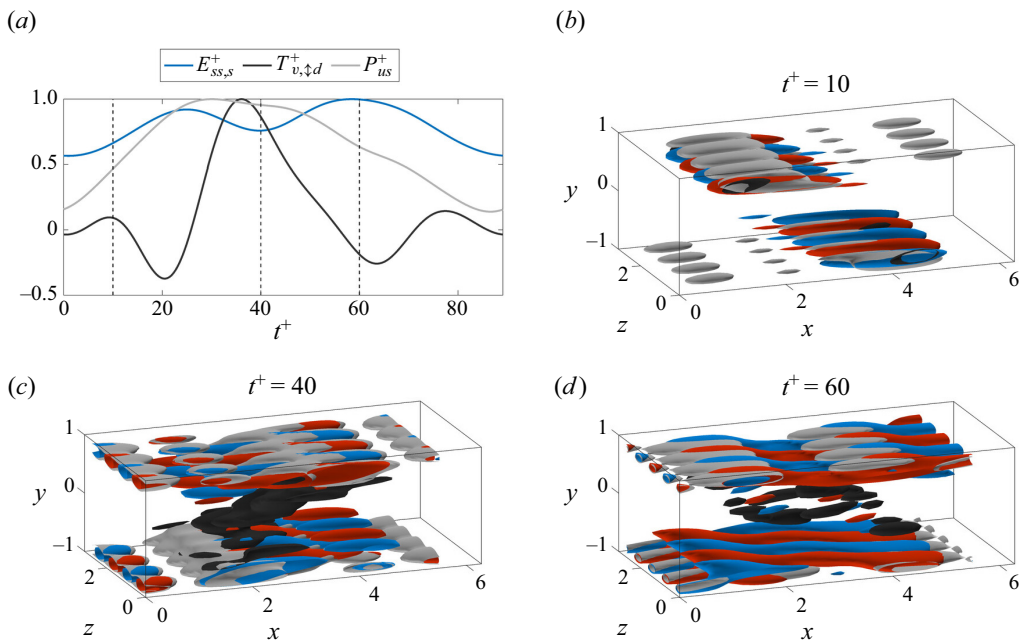 (a)
E⁺ss,s T⁺v,↕d P⁺us
1.0
0.5
0
−0.5
0 20 40 60 80
t⁺
(b)
t⁺ = 10
1
y 0
−1
2
z 0
0 2 4 6
x
(c)
t⁺ = 40
1
y 0
−1
2
z 0
0 2 4 6
x
(d)
t⁺ = 60
1
y 0
−1
2
z 0
0 2 4 6
x